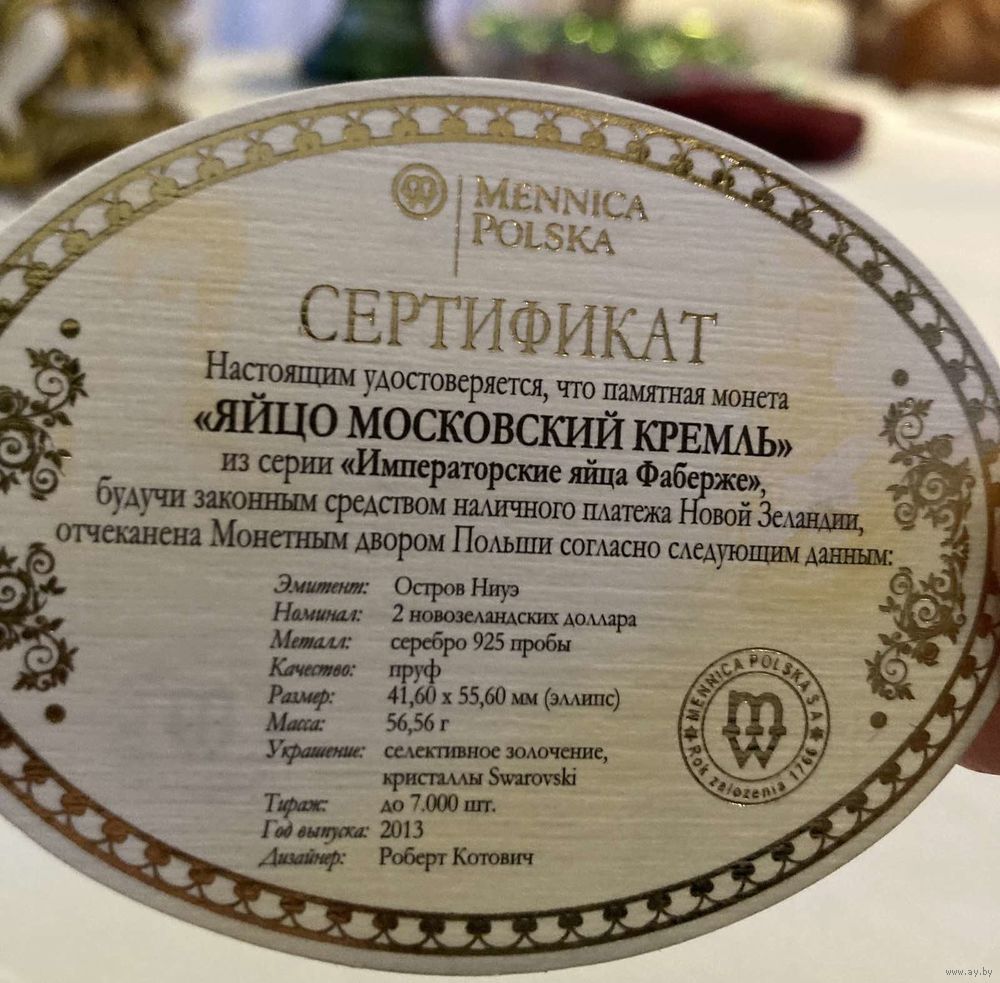 MENNICA
POLSKA
СЕРТИФИКАТ
Настоящим удостоверяется, что памятная монета
«ЯЙЦО МОСКОВСКИЙ КРЕМЛЬ»
из серии «Императорские яйца Фаберже»,
будучи законным средством наличного платежа Новой Зеландии,
отчеканена Монетным двором Польши согласно следующим данным:
Эмитент: Остров Ниуэ
Номинал: 2 новозеландских доллара
Металл: серебро 925 пробы
Качество: пруф
Размер: 41,60 x 55,60 мм (эллипс)
Масса: 56,56 г
Украшение: селективное золочение,
кристаллы Swarovski
Тираж: до 7.000 шт.
Год выпуска: 2013
Дизайнер: Роберт Котович
MENNICA POLSKA S.A.
mw
Rok założenia 1766
www.ay.by